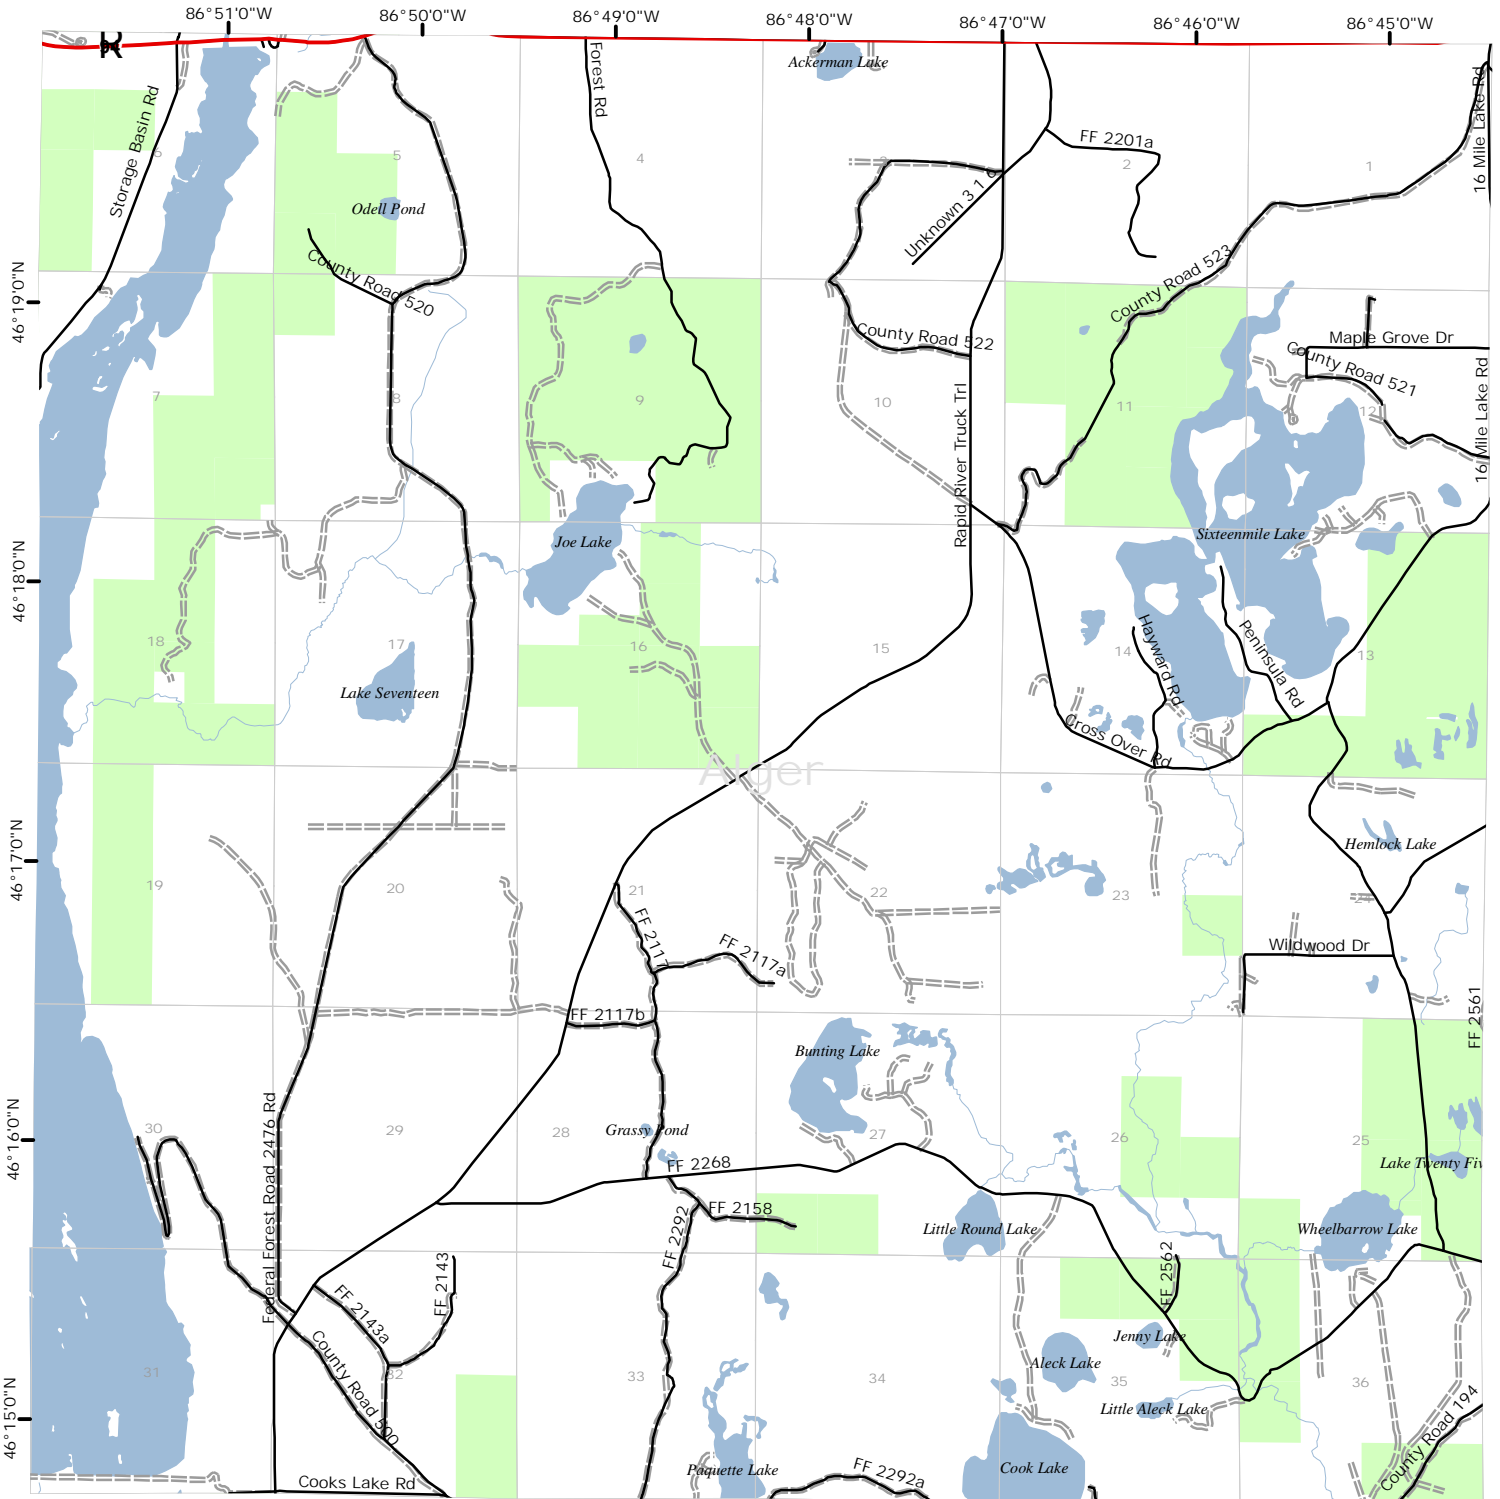 86°51'0"W
86°50'0"W
86°49'0"W
86°48'0"W
86°47'0"W
86°46'0"W
86°45'0"W
R
94
Forest Rd
Ackerman Lake
16 Mile Lake Rd
Storage Basin Rd
FF 2201a
6
5
4
3
2
1
Odell Pond
Unknown 3 1 6
County Road 520
County Road 523
46°19'0"N
County Road 522
Maple Grove Dr
County Road 521
16 Mile Lake Rd
7
8
9
10
11
12
Rapid River Truck Trl
Joe Lake
Sixteenmile Lake
46°18'0"N
18
17
16
15
14
13
Hayward Rd
Peninsula Rd
Lake Seventeen
Cross Over Rd
Alger
46°17'0"N
Hemlock Lake
19
20
21
22
23
24
FF 2117
FF 2117a
Wildwood Dr
FF 2117b
FF 2561
Bunting Lake
46°16'0"N
30
29
28
Grassy Pond
27
26
25
Federal Forest Road 2476 Rd
FF 2268
Lake Twenty Fiv
FF 2158
FF 2292
Little Round Lake
Wheelbarrow Lake
FF 2143
FF 2562
FF 2143a
Jenny Lake
Aleck Lake
31
32
33
34
35
36
County Road 500
Little Aleck Lake
46°15'0"N
County Road 194
Cooks Lake Rd
Paquette Lake
FF 2292a
Cook Lake